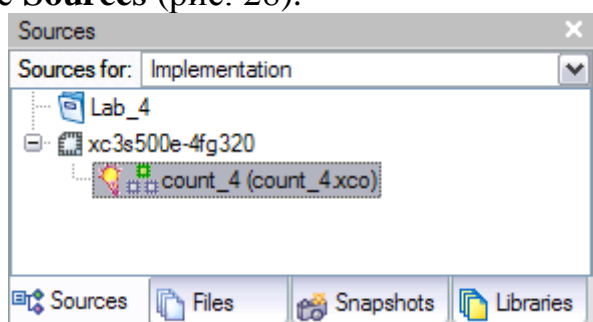 Sources (рис. 28).
Sources
Sources for: Implementation
Lab_4
xc3s500e-4fg320
count_4 (count_4.xco)
Sources Files Snapshots Libraries